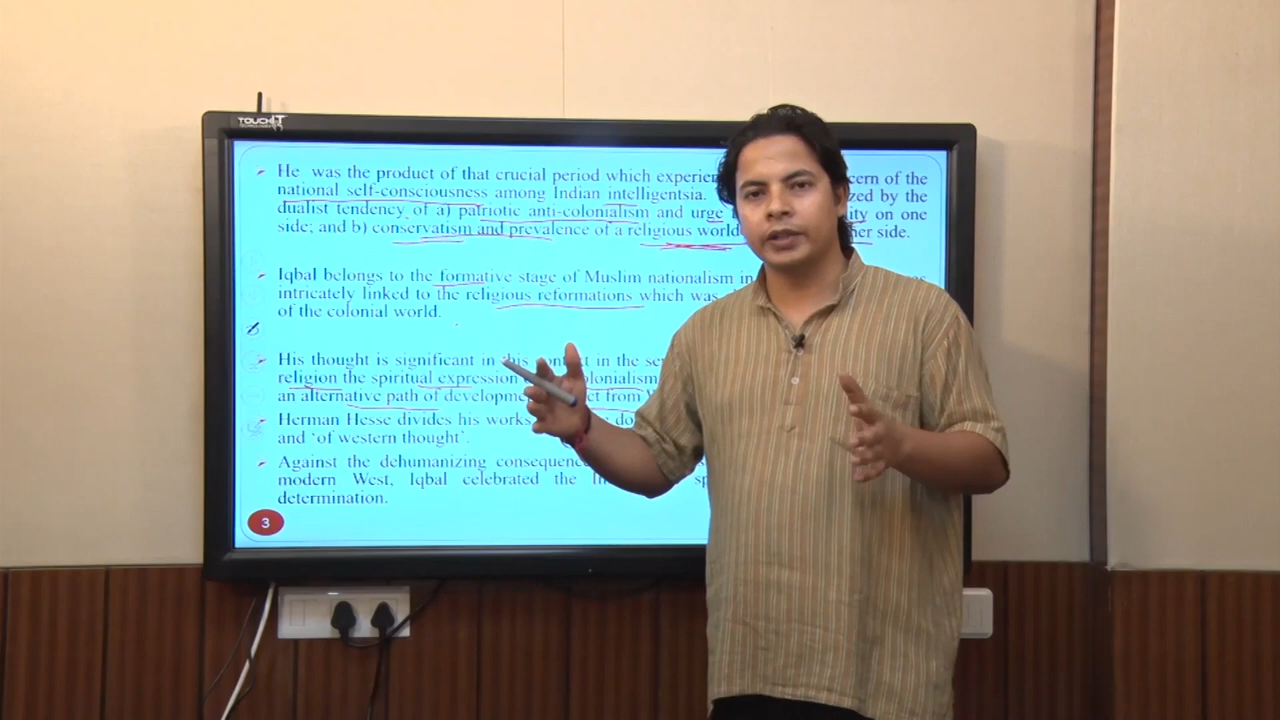 TOUCHIT
TECHNOLOGIES
He was the product of that crucial period which cern of the
national self-consciousness among Indian intelligentsia. zed by the
dualist tendency of a) patriotic anti-colonialism and urge ity on one
side; and b) conservatism and prevalence of a religious world her side.
Iqbal belongs to the formative stage of Muslim nationalism in es
intricately linked to the religious reformations which was
of the colonial world.
His thought is significant in this context in the
religion the spiritual expression olonialism
an alternative path of from
Herman Hesse divides his works
and ‘of western thought’.
Against the dehumanizing
modern West, Iqbal celebrated the
determination.
3